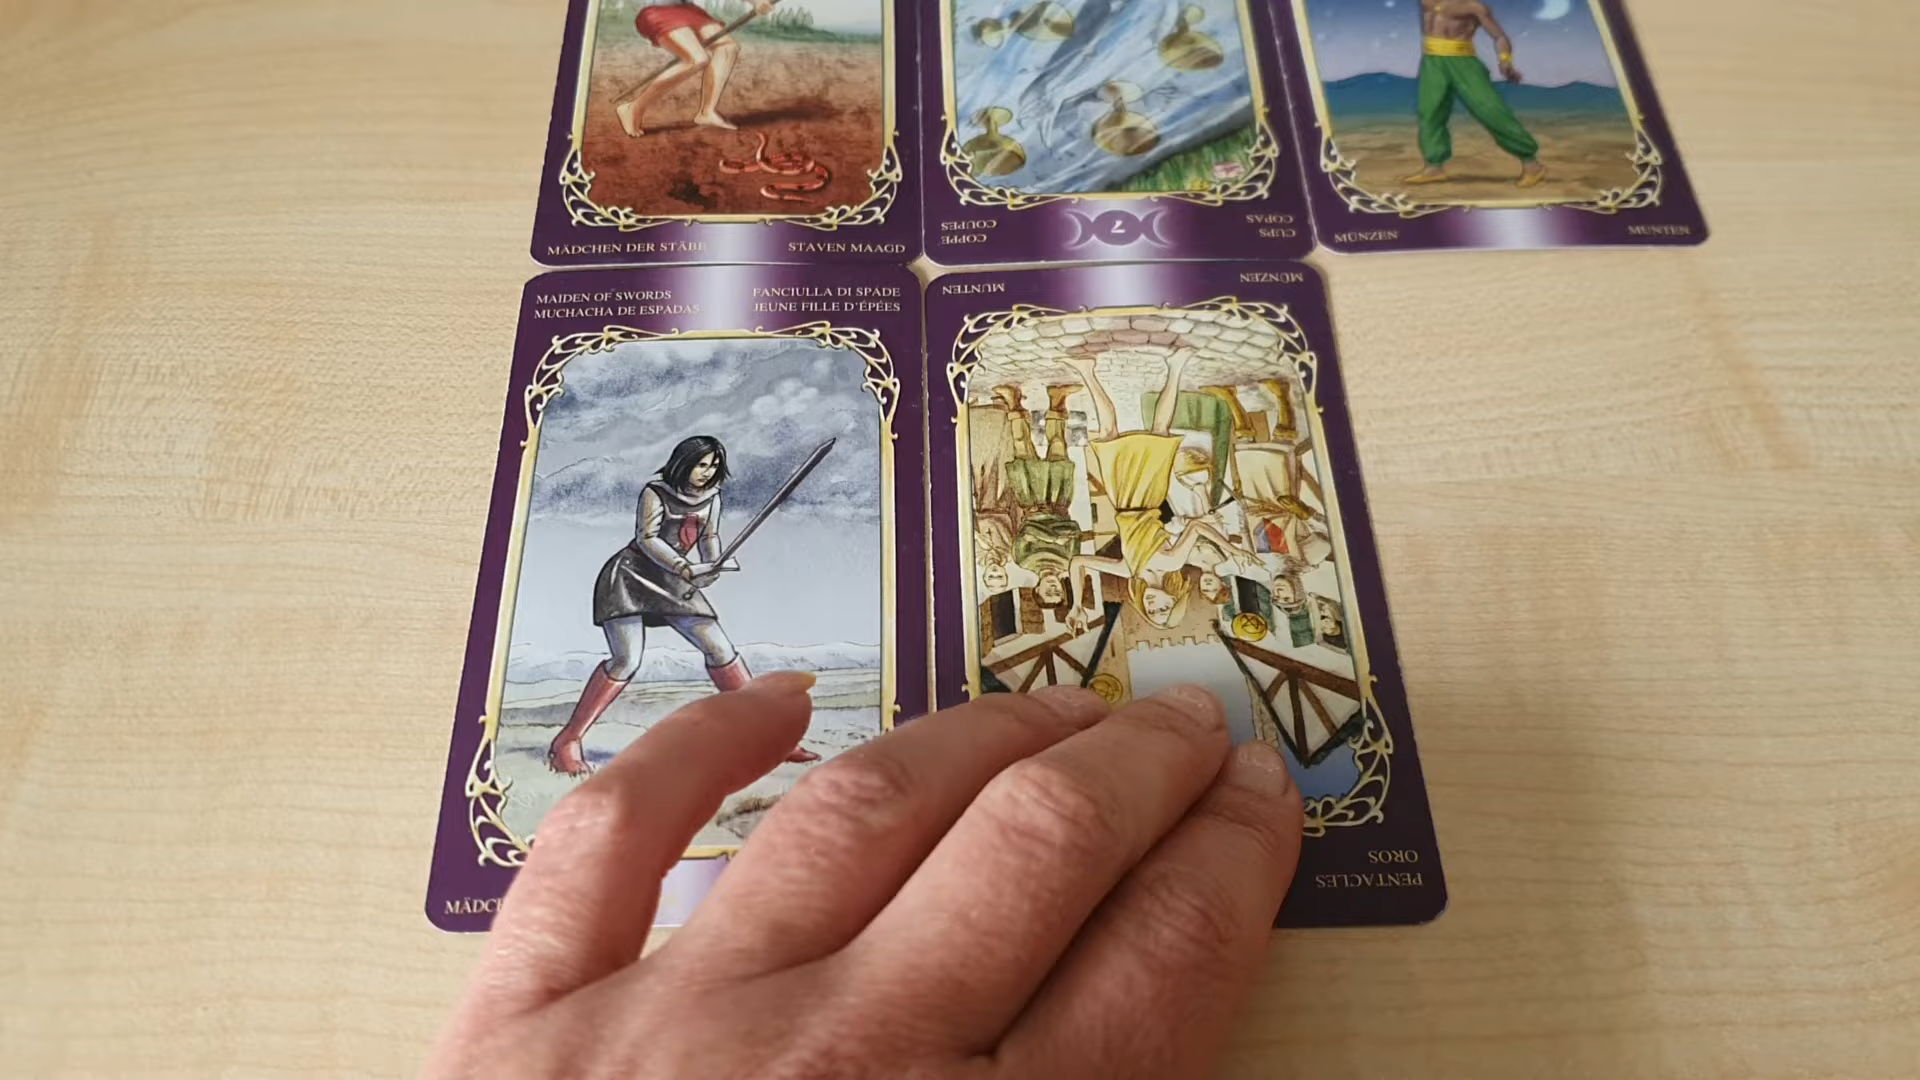 MÄDCHEN DER STÄBE
STAVEN MAAGD
COUPES
COPPE
7
COPAS
CUPS
MÜNZEN
MUNTEN
MAIDEN OF SWORDS
MUCHACHA DE ESPADAS
FANCIULLA DI SPADE
JEUNE FILLE D'ÉPÉES
MUNTEN
MÜNZEN
OROS
PENTACLES